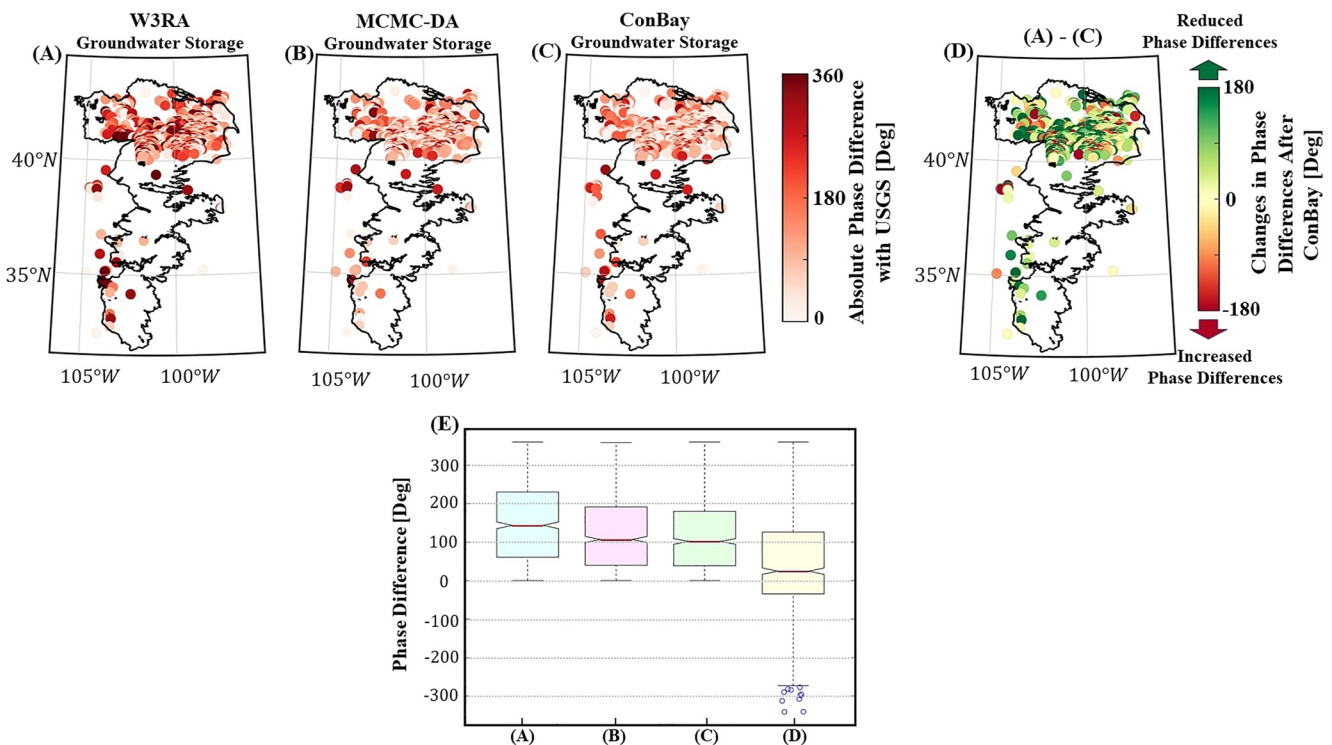 W3RA
Groundwater Storage
(A)
MCMC-DA
Groundwater Storage
(B)
ConBay
Groundwater Storage
(C)
(A) - (C)
(D)
Reduced
Phase Differences
40°N
35°N
105°W 100°W
105°W 100°W
105°W 100°W
360
180
0
Absolute Phase Difference
with USGS [Deg]
40°N
35°N
105°W 100°W
180
0
-180
Changes in Phase
Differences After
ConBay [Deg]
Increased
Phase Differences
(E)
Phase Difference [Deg]
300
200
100
0
-100
-200
-300
(A) (B) (C) (D)